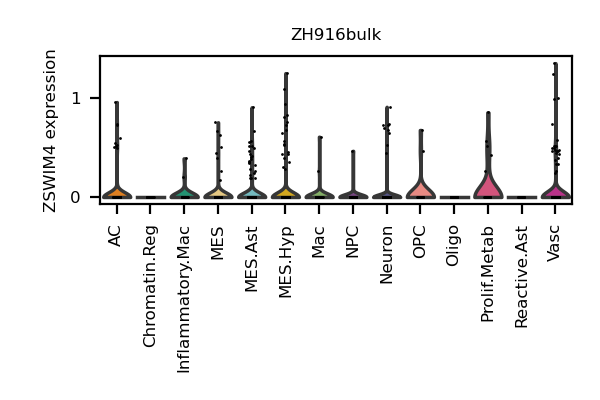 ZH916bulk
ZSWIM4 expression
1
0
AC
Chromatin.Reg
Inflammatory.Mac
MES
MES.Ast
MES.Hyp
Mac
NPC
Neuron
OPC
Oligo
Prolif.Metab
Reactive.Ast
Vasc